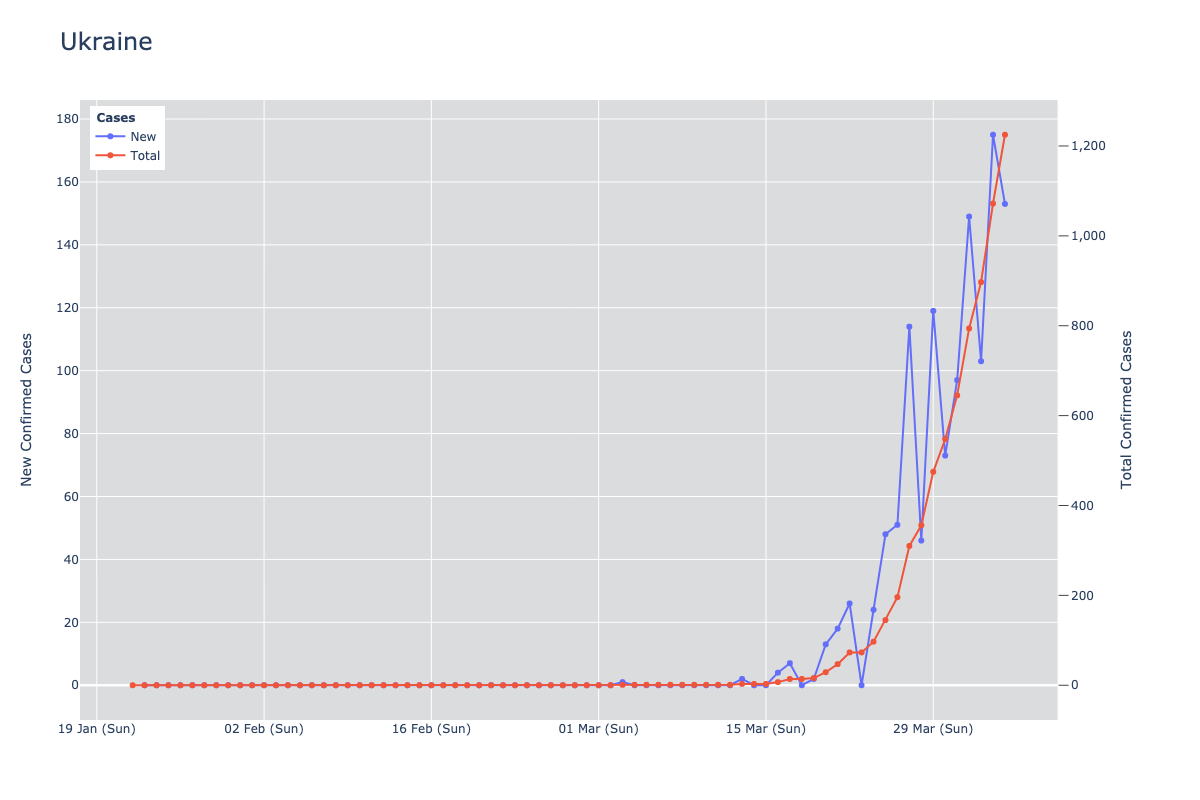 Ukraine
Cases
New
Total
180
160
140
120
100
80
60
40
20
0
New Confirmed Cases
1,200
1,000
800
600
400
200
0
Total Confirmed Cases
19 Jan (Sun)
02 Feb (Sun)
16 Feb (Sun)
01 Mar (Sun)
15 Mar (Sun)
29 Mar (Sun)